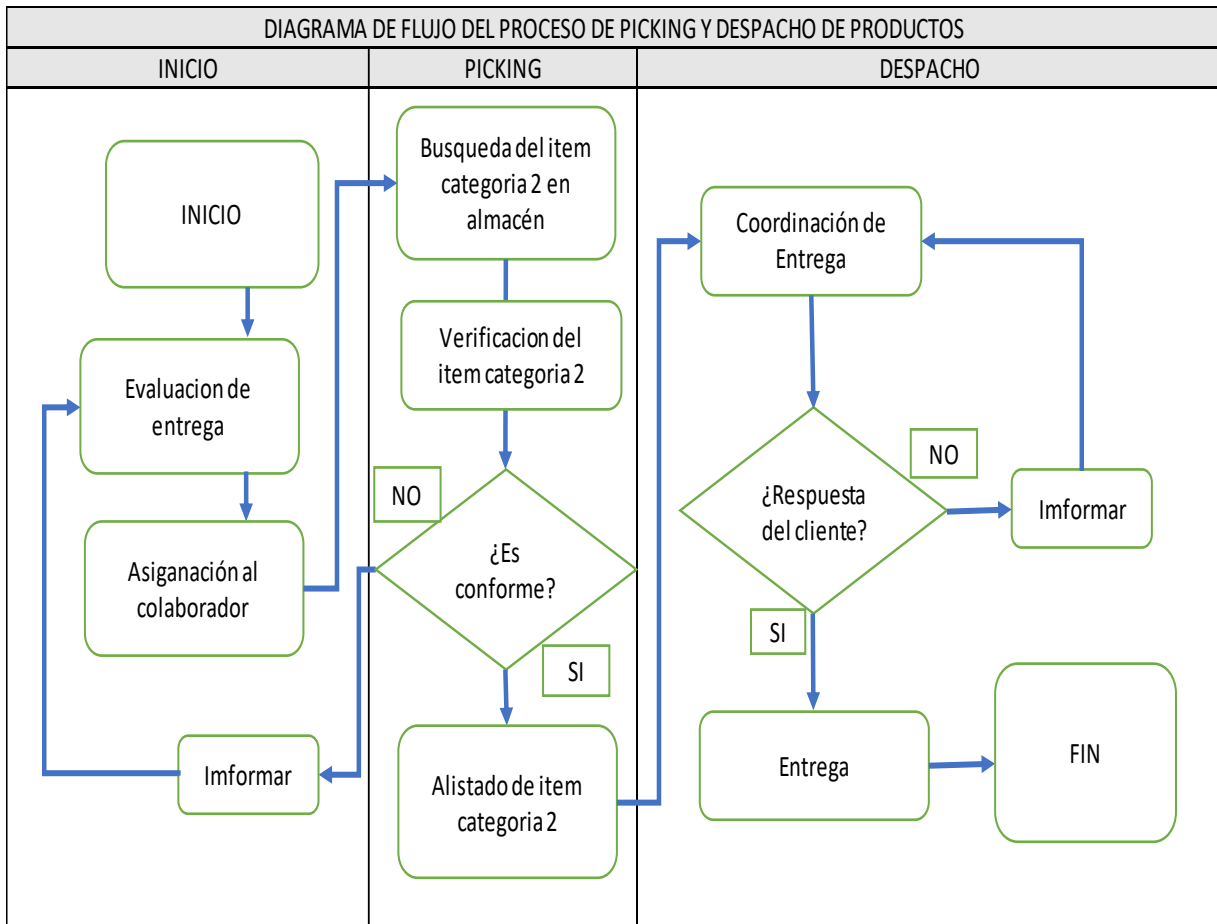 DIAGRAMA DE FLUJO DEL PROCESO DE PICKING Y DESPACHO DE PRODUCTOS
INICIO
PICKING
DESPACHO
INICIO
Evaluacion de
entrega
Asiganación al
colaborador
Imformar
Busqueda del item
categoria 2 en
almacén
Verificacion del
item categoria 2
NO
¿Es
conforme?
SI
Alistado de item
categoria 2
Coordinación de
Entrega
¿Respuesta
del cliente?
NO
Imformar
SI
Entrega
FIN